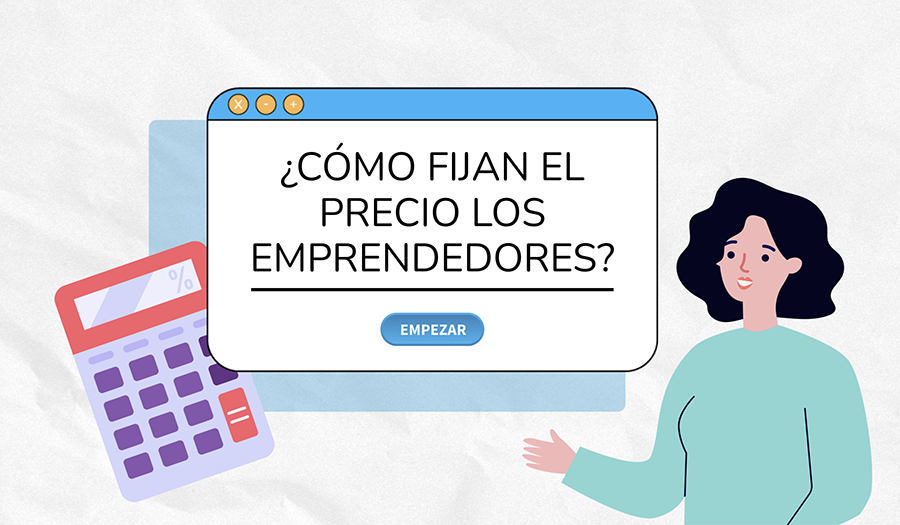 X - +
¿CÓMO FIJAN EL
PRECIO LOS
EMPRENDEDORES?
EMPEZAR
%